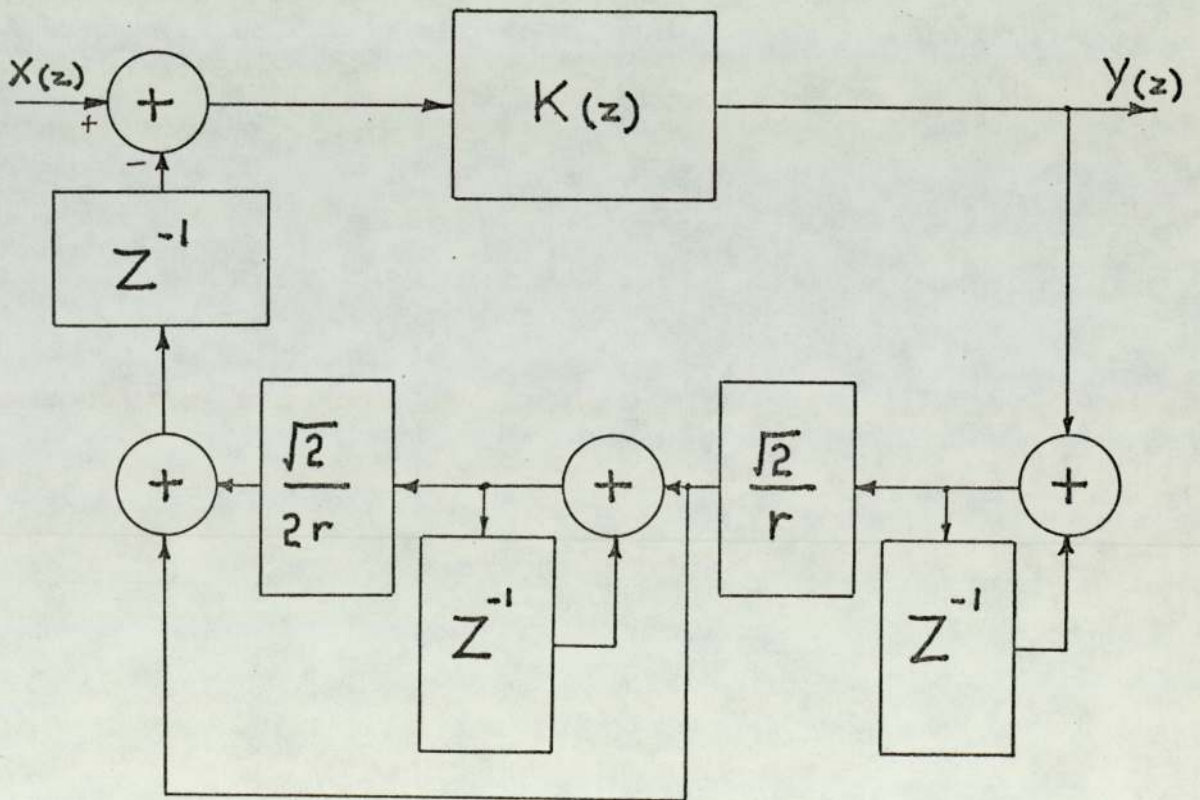 X(z)
+
+
-
K(z)
Y(z)
Z⁻¹
+
√2/2r
+
√2/r
+
Z⁻¹
Z⁻¹